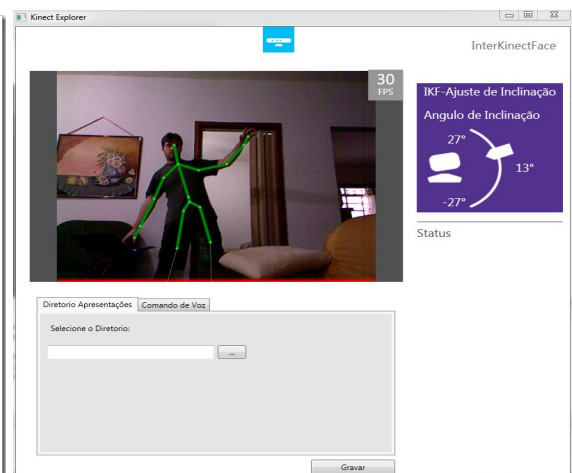 Kinect Explorer
InterKinectFace
30
FPS
IKF-Ajuste de Inclinação
Angulo de Inclinação
27°
13°
-27°
Status
Diretorio Apresentações
Comando de Voz
Selecione o Diretorio:
...
Gravar